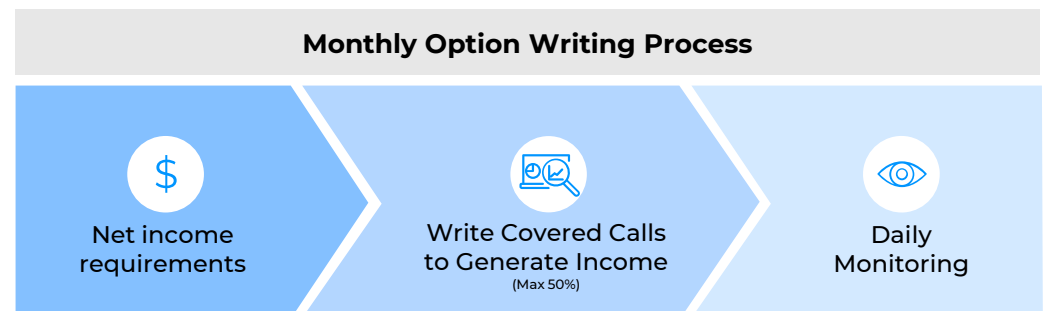 Monthly Option Writing Process
$
Net income
requirements
Write Covered Calls
to Generate Income
(Max 50%)
Daily
Monitoring